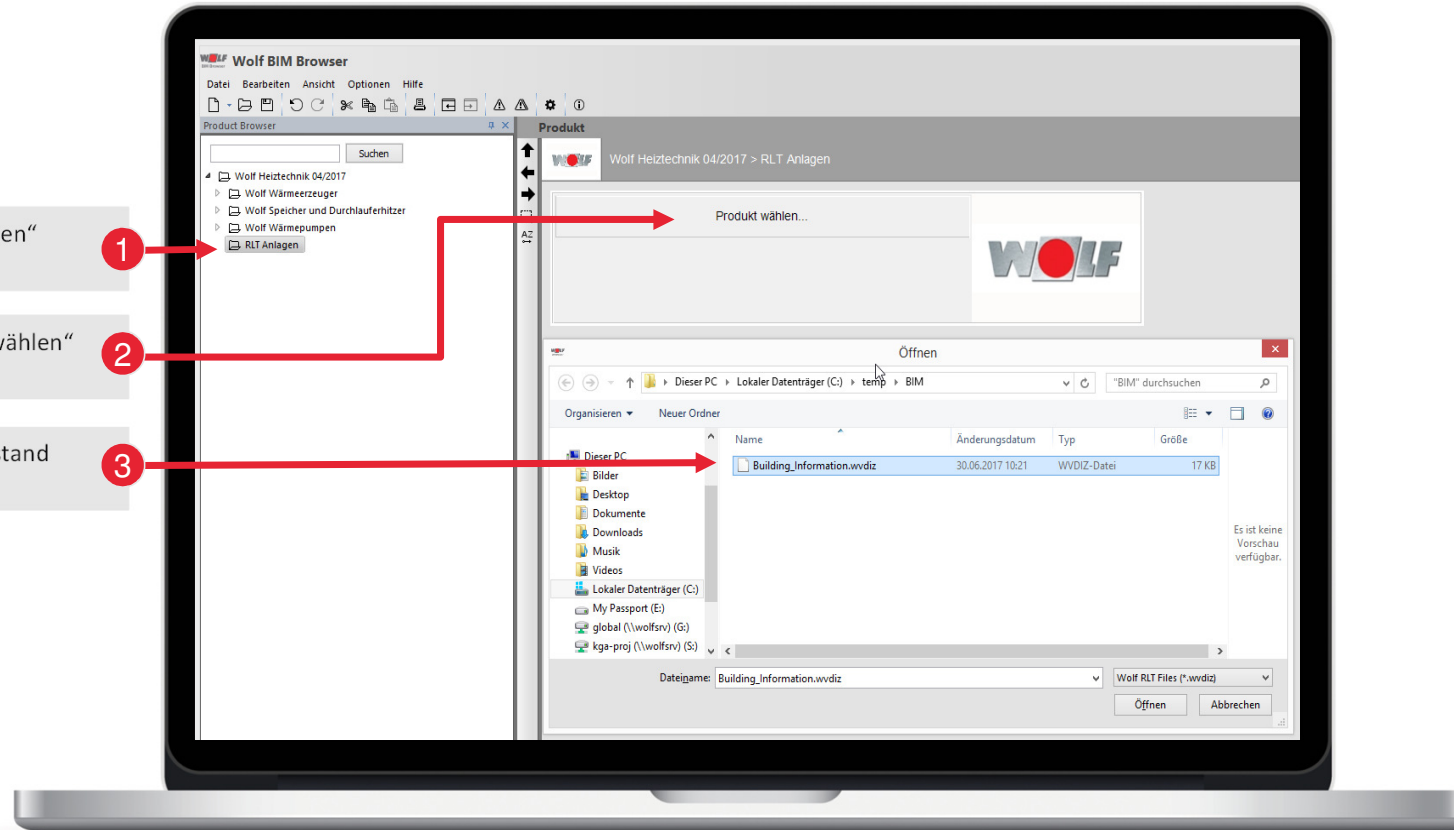 WOLF Wolf BIM Browser
Datei Bearbeiten Ansicht Optionen Hilfe
Product Browser
Suchen
Wolf Heiztechnik 04/2017
Wolf Wärmeerzeuger
Wolf Speicher und Durchlauferhitzer
Wolf Wärmepumpen
RLT Anlagen
en“
1
wählen“
2
stand
3
AZ
Produkt
WOLF
Wolf Heiztechnik 04/2017 > RLT Anlagen
Produkt wählen...
WOLF
Öffnen
Dieser PC
Lokaler Datenträger (C:)
temp
BIM
"BIM" durchsuchen
Organisieren
Neuer Ordner
Name Änderungsdatum Typ Größe
Building_Information.wvdiz 30.06.2017 10:21 WVDIZ-Datei 17 KB
Dieser PC
Bilder
Desktop
Dokumente
Downloads
Musik
Videos
Lokaler Datenträger (C:)
My Passport (E:)
global (\\wolfsrv) (G:)
kga-proj (\\wolfsrv) (S:)
Es ist keine
Vorschau
verfügbar.
Dateiname: Building_Information.wvdiz
Wolf RLT Files (*.wvdiz)
Öffnen
Abbrechen